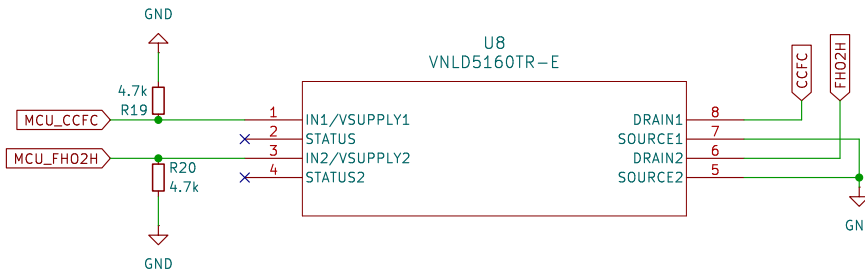 GND
U8
VNLD5160TR-E
4.7k
R19
MCU_CCFC
1
IN1/VSUPPLY1
DRAIN1
8
CCFC
FHO2H
2
STATUS
SOURCE1
7
MCU_FHO2H
3
IN2/VSUPPLY2
DRAIN2
6
R20
4.7k
4
STATUS2
SOURCE2
5
GN
GND